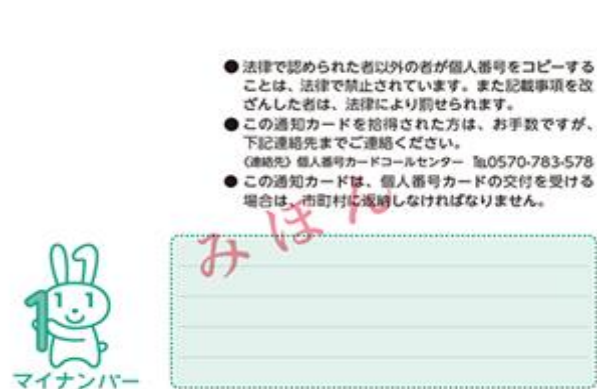 ● 法律で認められた者以外の者が個人番号をコピーする
ことは、法律で禁止されています。また記載事項を改
ざんした者は、法律により罰せられます。
● この通知カードを拾得された方は、お手数ですが、
下記連絡先までご連絡ください。
《連絡先》個人番号カードコールセンター ℡0570-783-578
● この通知カードは、個人番号カードの交付を受ける
場合は、市町村に返納しなければなりません。
みほん
マイナンバー